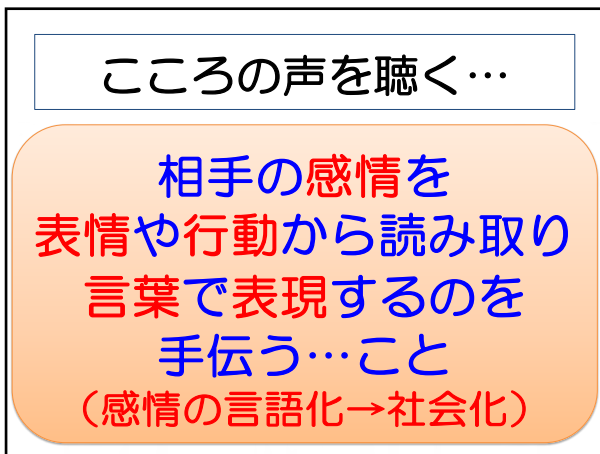 こころの声を聴く…
相手の感情を
表情や行動から読み取り
言葉で表現するのを
手伝う…こと
（感情の言語化→社会化）